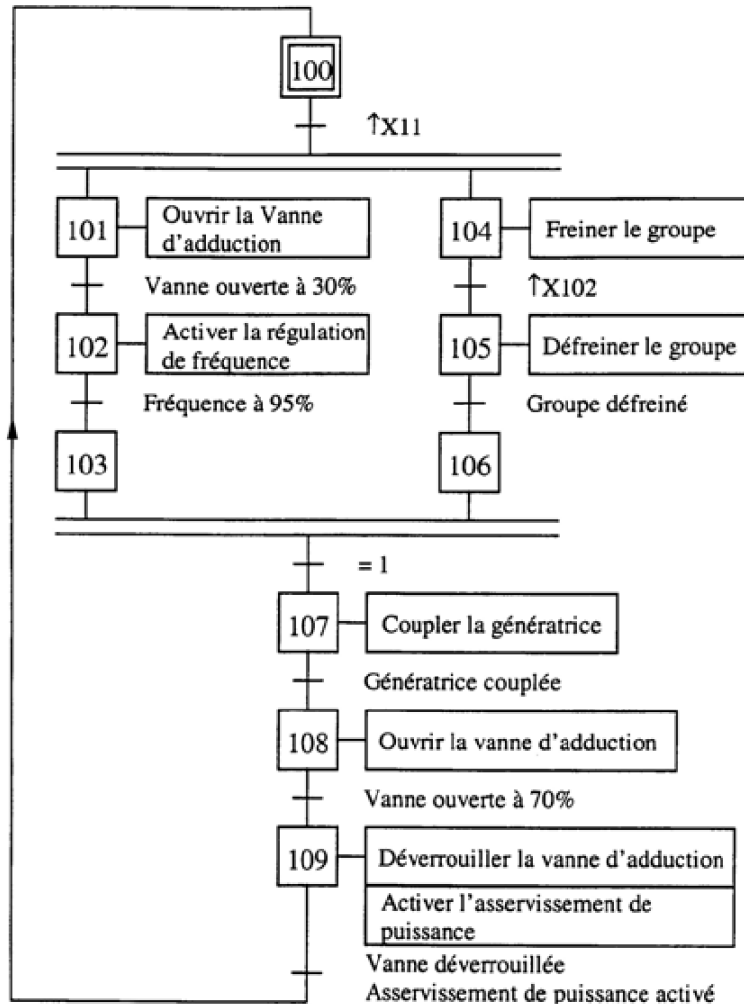 100
↑X11
101
Ouvrir la Vanne
d'adduction
104
Freiner le groupe
Vanne ouverte à 30%
↑X102
102
Activer la régulation
de fréquence
105
Défreiner le groupe
Fréquence à 95%
Groupe défreiné
103
106
= 1
107
Coupler la génératrice
Génératrice couplée
108
Ouvrir la vanne d'adduction
Vanne ouverte à 70%
109
Déverrouiller la vanne d'adduction
Activer l'asservissement de
puissance
Vanne déverrouillée
Asservissement de puissance activé